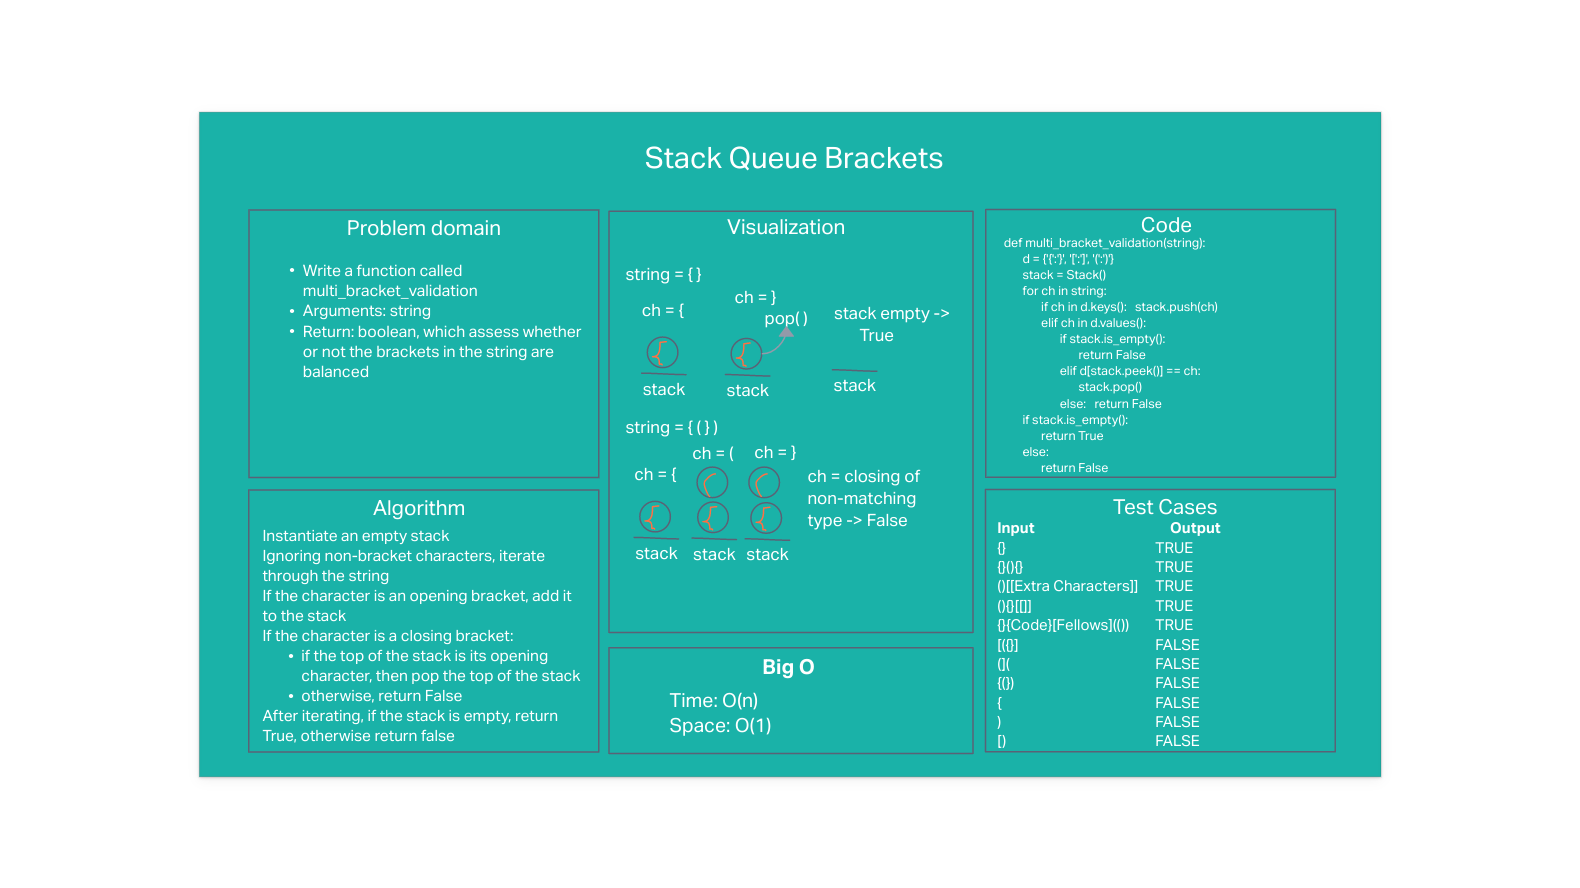 Stack Queue Brackets
Problem domain
• Write a function called
multi_bracket_validation
• Arguments: string
• Return: boolean, which assess whether
or not the brackets in the string are
balanced
Algorithm
Instantiate an empty stack
Ignoring non-bracket characters, iterate
through the string
If the character is an opening bracket, add it
to the stack
If the character is a closing bracket:
• if the top of the stack is its opening
character, then pop the top of the stack
• otherwise, return False
After iterating, if the stack is empty, return
True, otherwise return false
Visualization
string = { }
ch = {
ch = }
pop( )
stack empty ->
True
{
{
stack
stack
stack
string = { ( } )
ch = {
ch = (
ch = }
( (
{ { {
ch = closing of
non-matching
type -> False
stack stack stack
Big O
Time: O(n)
Space: O(1)
Code
def multi_bracket_validation(string):
d = {'{':'}', '[':']', '(':')'}
stack = Stack()
for ch in string:
if ch in d.keys(): stack.push(ch)
elif ch in d.values():
if stack.is_empty():
return False
elif d[stack.peek()] == ch:
stack.pop()
else: return False
if stack.is_empty():
return True
else:
return False
Test Cases
Input Output
{} TRUE
{}(){} TRUE
()[[Extra Characters]] TRUE
(){}[[]] TRUE
{}{Code}[Fellows](()) TRUE
[({}] FALSE
(]( FALSE
{(}) FALSE
{ FALSE
) FALSE
[) FALSE